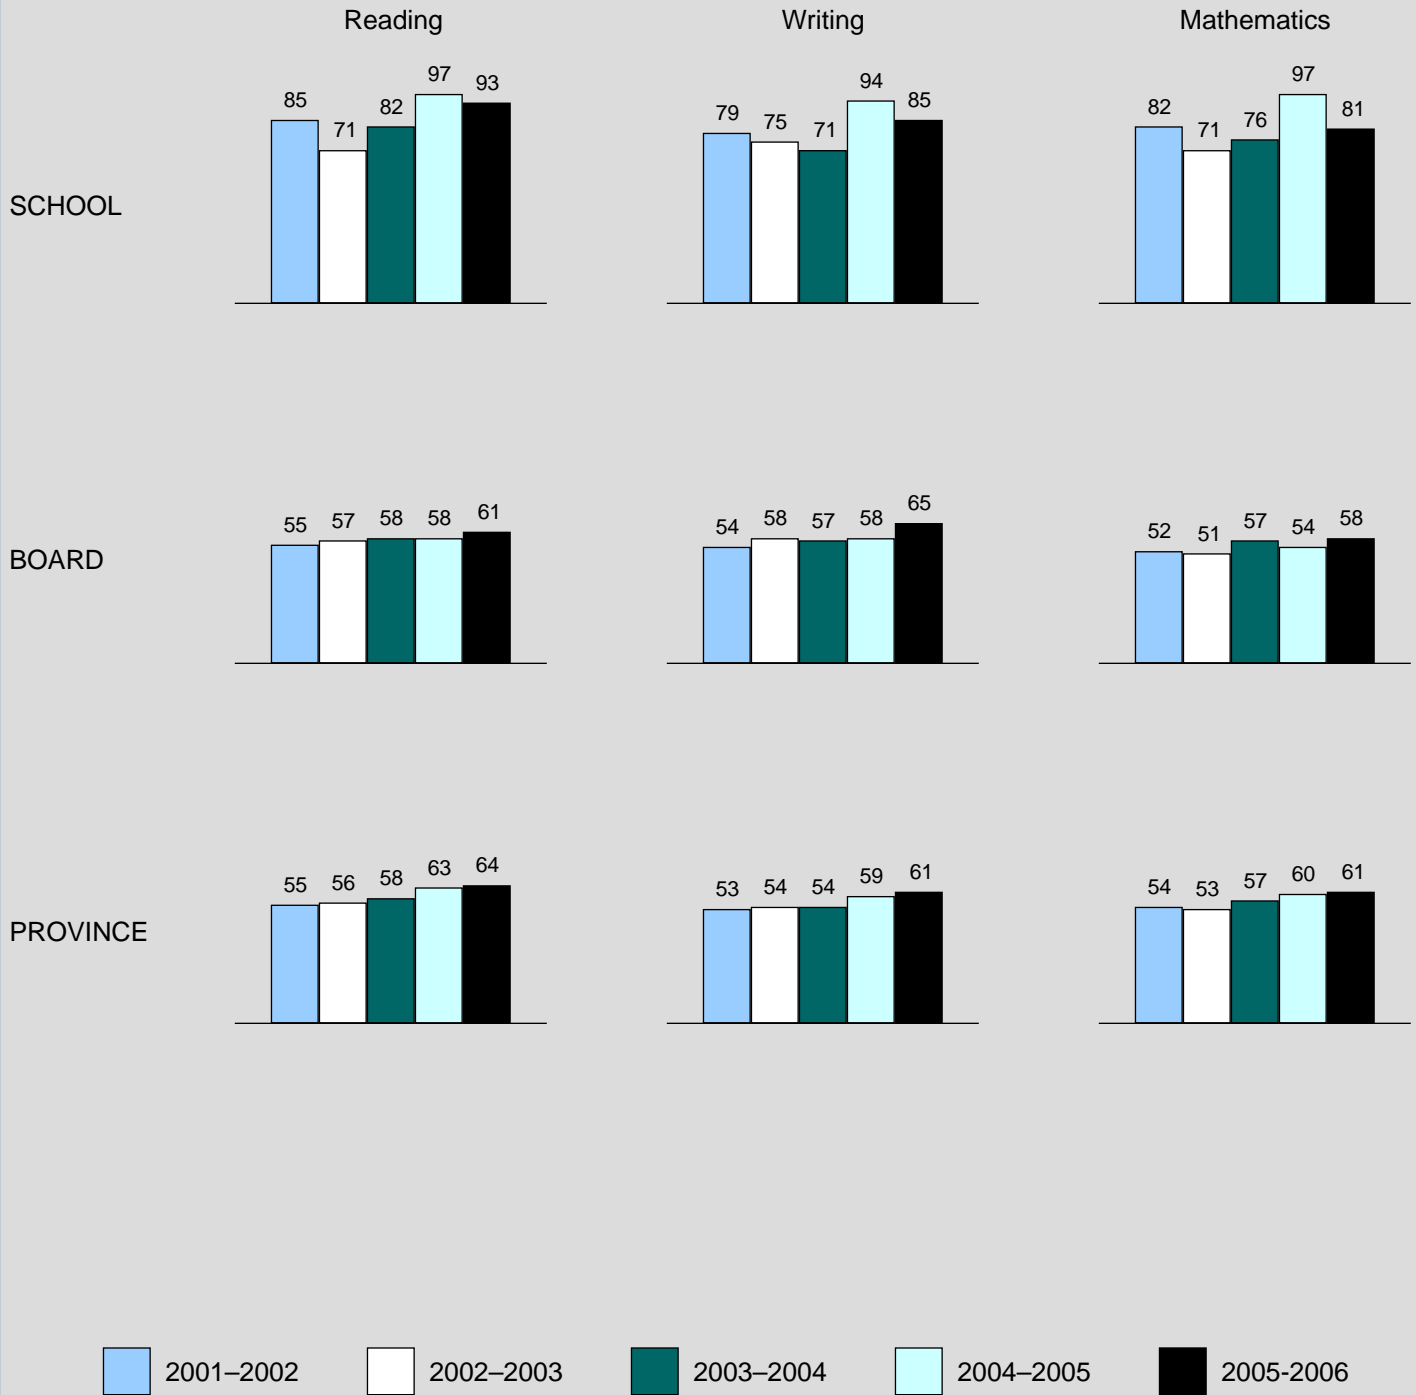 Reading Writing Mathematics
85 71 82 97 93 79 75 71 94 85 82 71 76 97 81
SCHOOL
55 57 58 58 61 54 58 57 58 65 52 51 57 54 58
BOARD
55 56 58 63 64 53 54 54 59 61 54 53 57 60 61
PROVINCE
2001–2002 2002–2003 2003–2004 2004–2005 2005-2006